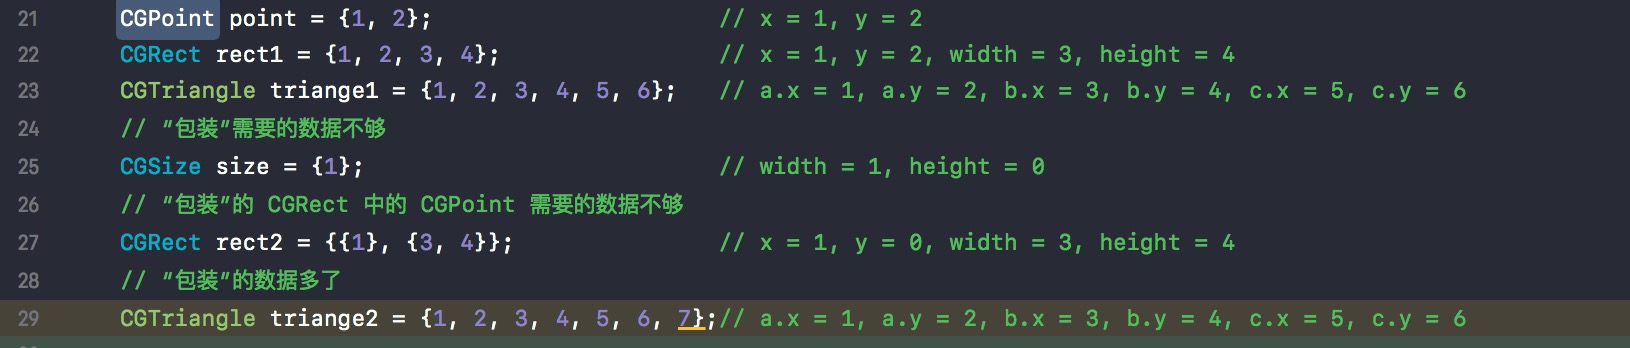 21 CGPoint point = {1, 2}; // x = 1, y = 2
22 CGRect rect1 = {1, 2, 3, 4}; // x = 1, y = 2, width = 3, height = 4
23 CGTriangle triange1 = {1, 2, 3, 4, 5, 6}; // a.x = 1, a.y = 2, b.x = 3, b.y = 4, c.x = 5, c.y = 6
24 // “包装”需要的数据不够
25 CGSize size = {1}; // width = 1, height = 0
26 // “包装”的 CGRect 中的 CGPoint 需要的数据不够
27 CGRect rect2 = {{1}, {3, 4}}; // x = 1, y = 0, width = 3, height = 4
28 // “包装”的数据多了
29 CGTriangle triange2 = {1, 2, 3, 4, 5, 6, 7};// a.x = 1, a.y = 2, b.x = 3, b.y = 4, c.x = 5, c.y = 6